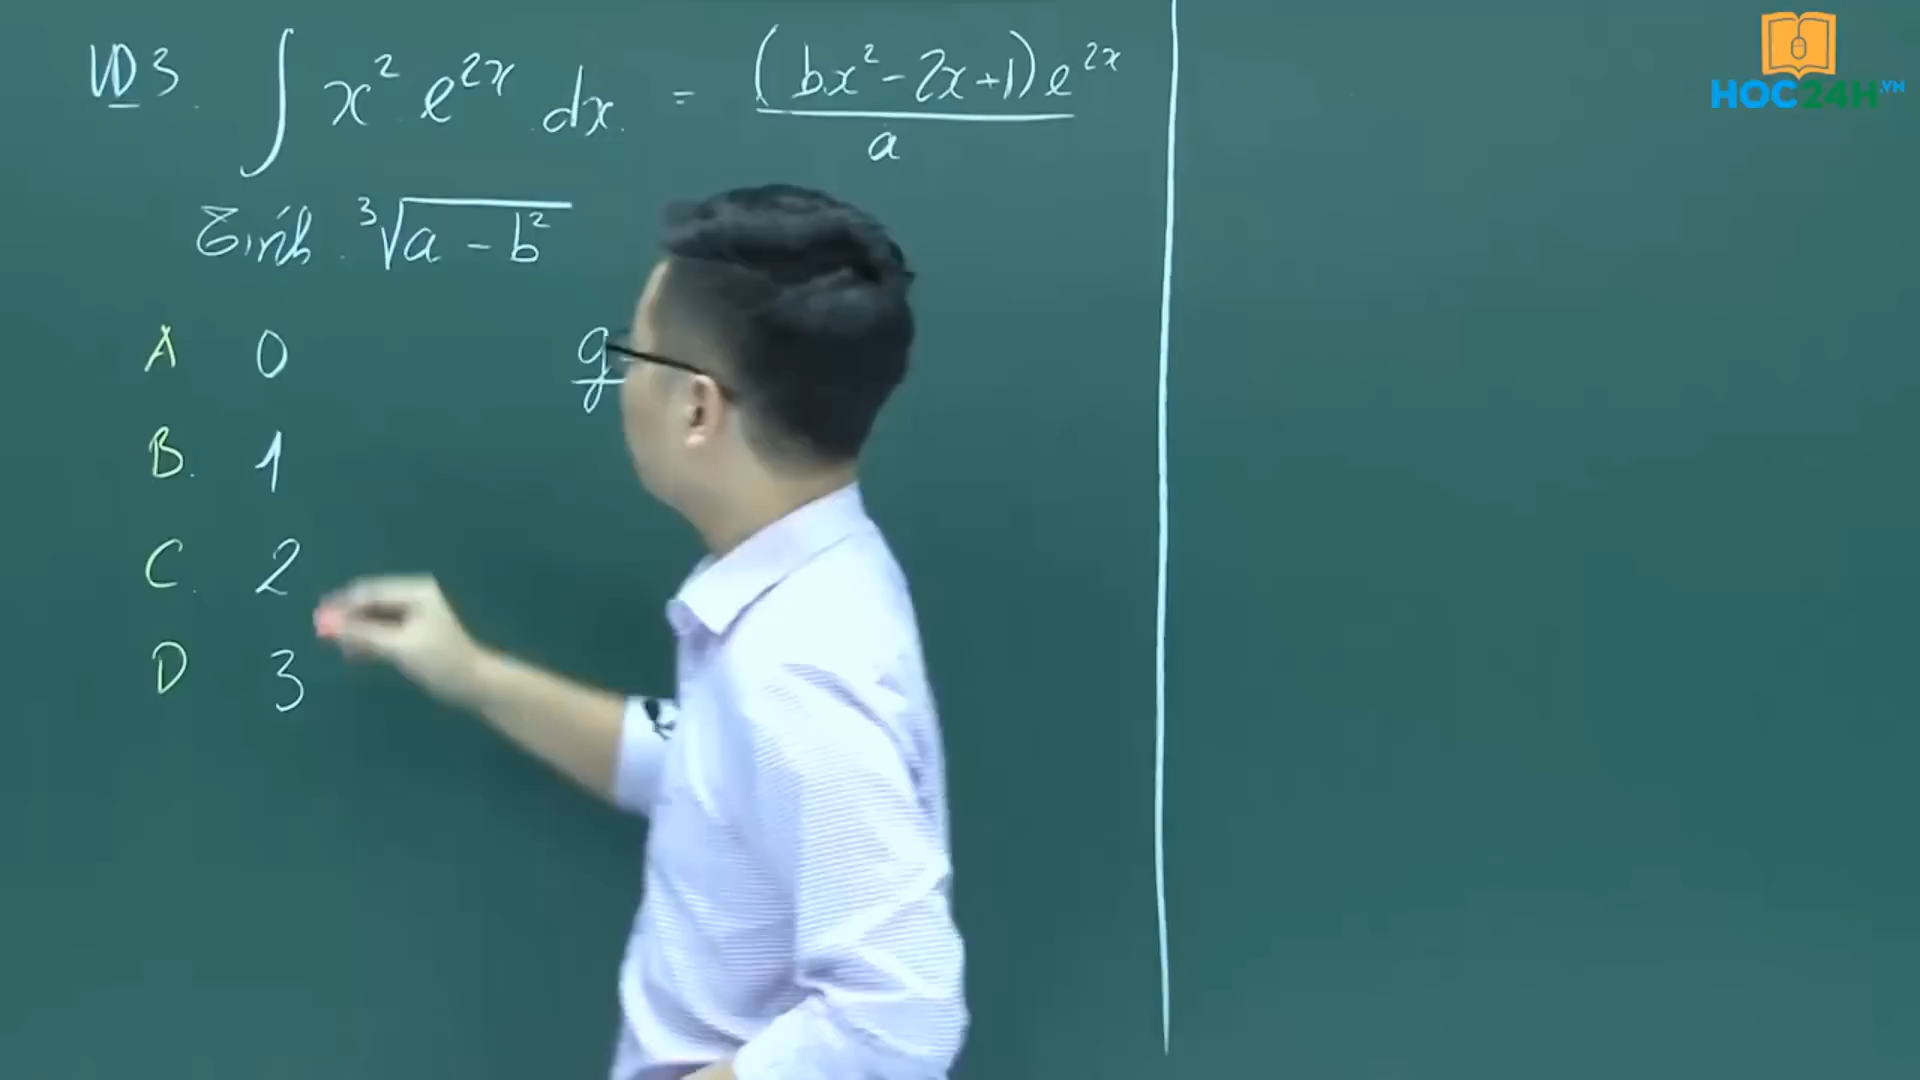 VD3. ∫ x² e^{2x} dx. = (bx² - 2x + 1) e^{2x} / a
Tính ∛(a - b²)
A 0
B. 1
C. 2
D 3
g
HOC24H.VN